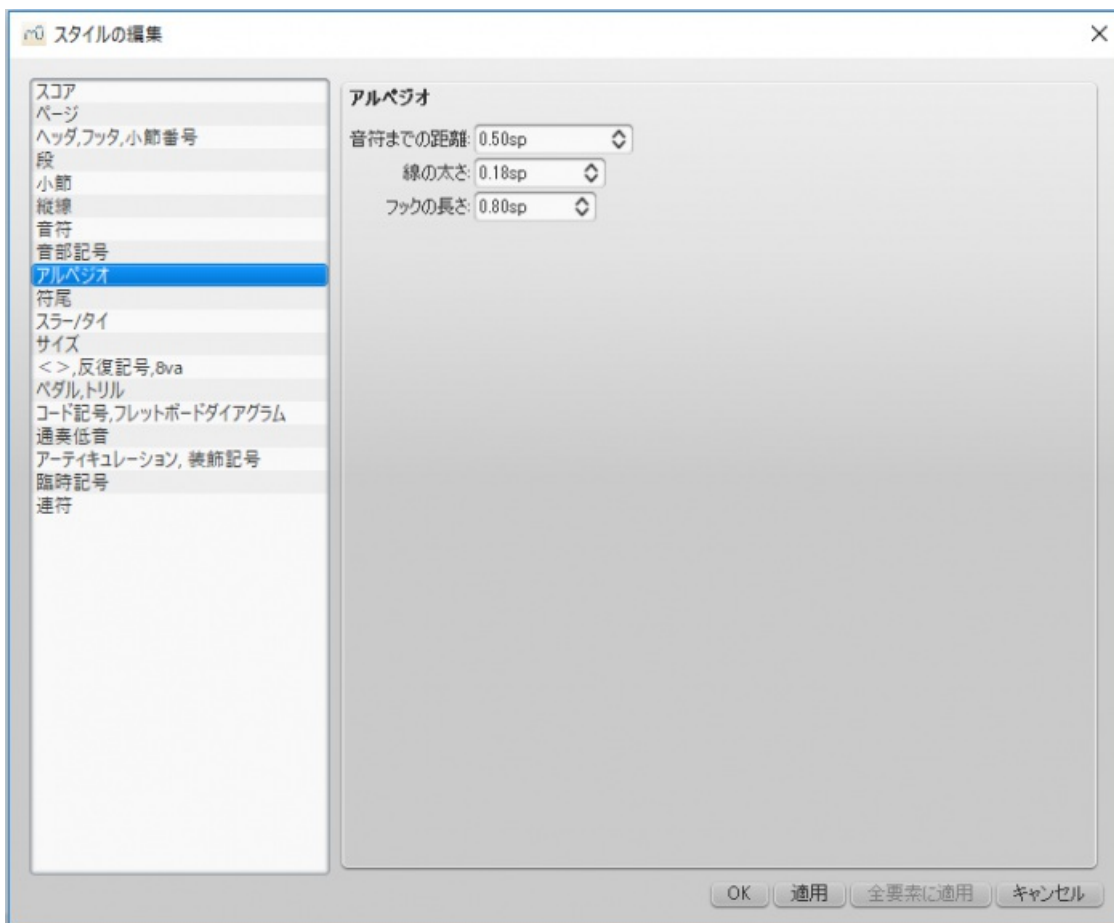 mû スタイルの編集
スコア
ページ
ヘッダ,フッタ,小節番号
段
小節
縦線
音符
音部記号
アルペジオ
符尾
スラー/タイ
サイズ
< >,反復記号,8va
ペダル,トリル
コード記号,フレットボードダイアグラム
通奏低音
アーティキュレーション, 装飾記号
臨時記号
連符
アルペジオ
音符までの距離: 0.50sp
線の太さ: 0.18sp
フックの長さ: 0.80sp
OK 適用 全要素に適用 キャンセル